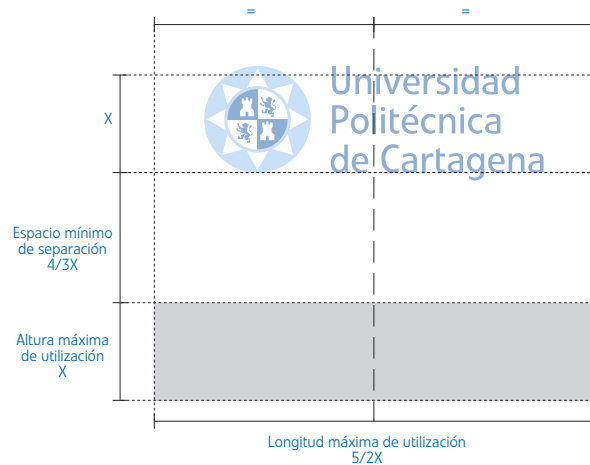 = =
Universidad
Politécnica
de Cartagena
X
Espacio mínimo
de separación
4/3X
Altura máxima
de utilización
X
Longitud máxima de utilización
5/2X